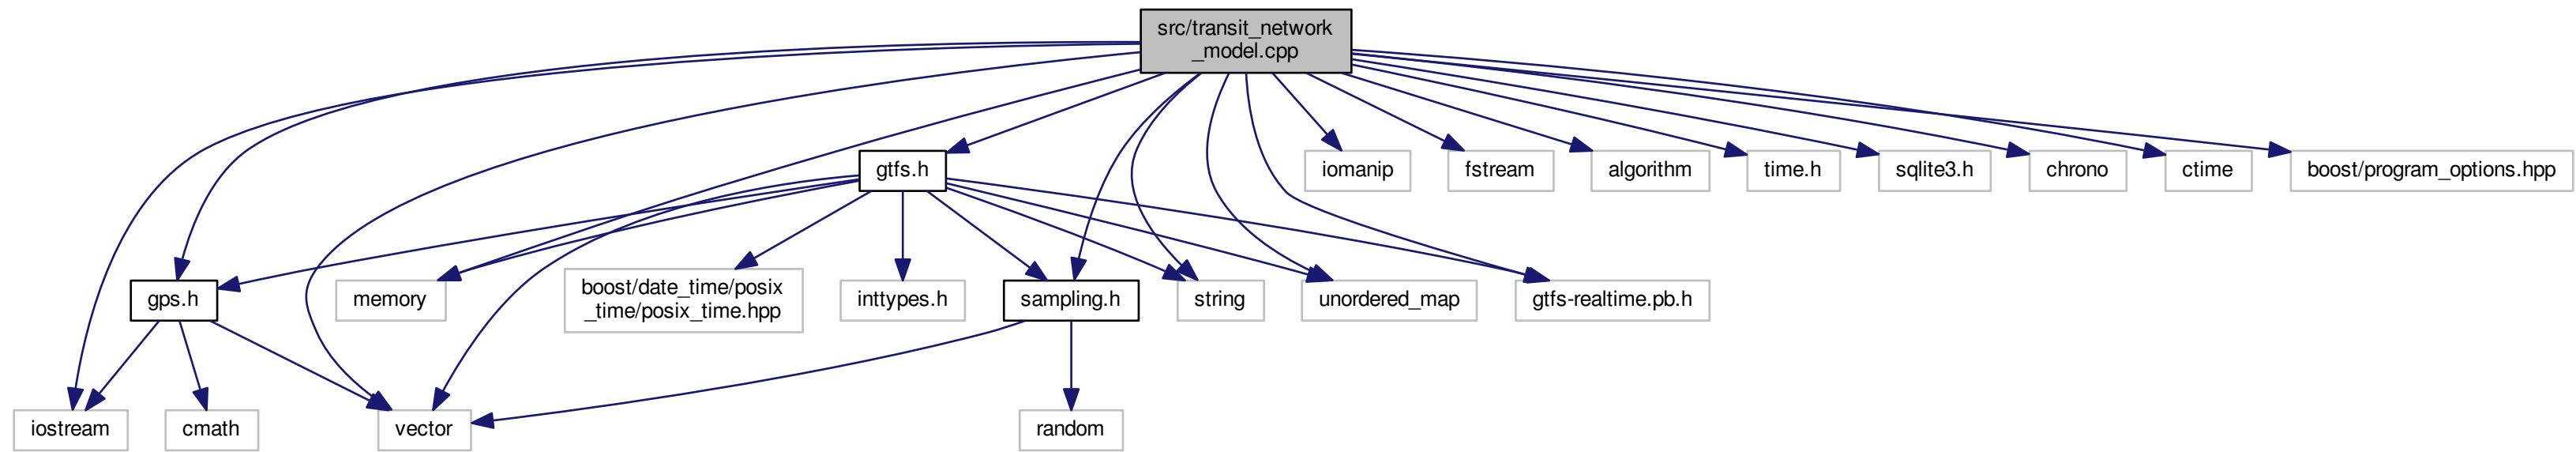 src/transit_network
_model.cpp
gtfs.h
iomanip
fstream
algorithm
time.h
sqlite3.h
chrono
ctime
boost/program_options.hpp
gps.h
memory
boost/date_time/posix
_time/posix_time.hpp
inttypes.h
sampling.h
string
unordered_map
gtfs-realtime.pb.h
iostream
cmath
vector
random